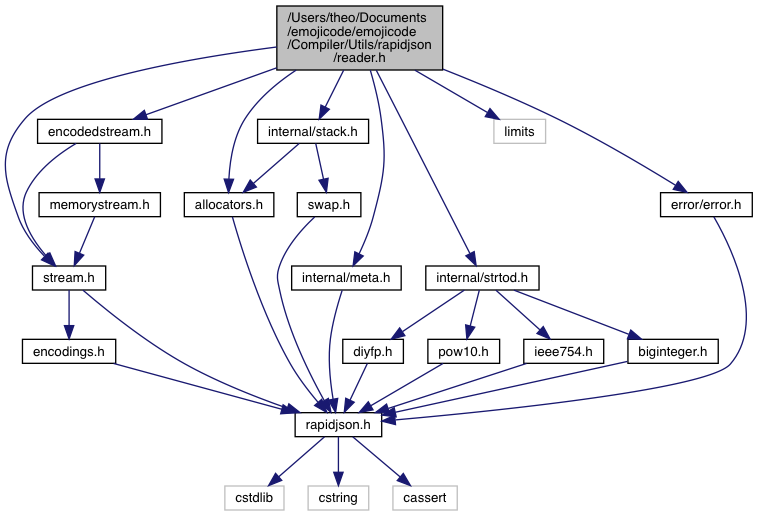 /Users/theo/Documents
/emojicode/emojicode
/Compiler/Utils/rapidjson
/reader.h
encodedstream.h
internal/stack.h
limits
memorystream.h
allocators.h
swap.h
error/error.h
stream.h
internal/meta.h
internal/strtod.h
encodings.h
diyfp.h
pow10.h
ieee754.h
biginteger.h
rapidjson.h
cstdlib
cstring
cassert